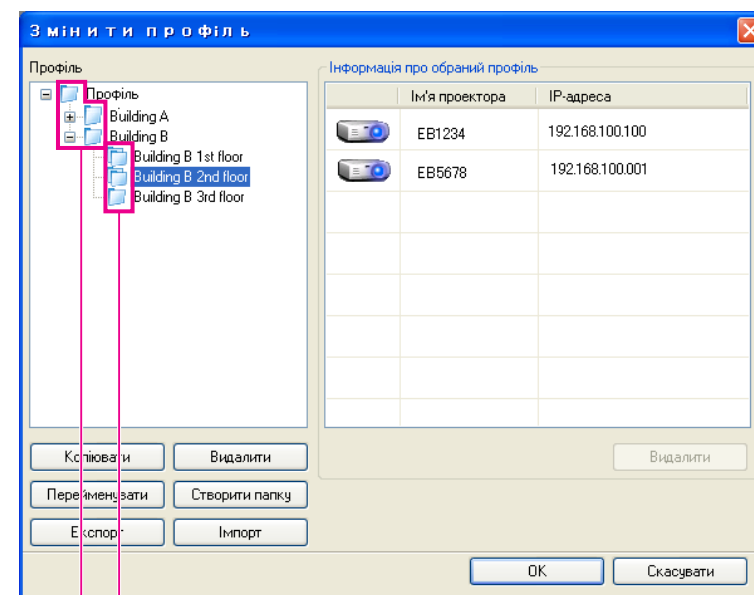 Змінити профіль
Профіль
Профіль
Building A
Building B
Building B 1st floor
Building B 2nd floor
Building B 3rd floor
Інформація про обраний профіль
Ім'я проектора IP-адреса
EB1234 192.168.100.100
EB5678 192.168.100.001
Копіювати Видалити
Перейменувати Створити папку
Експорт Імпорт
Видалити
OK Скасувати